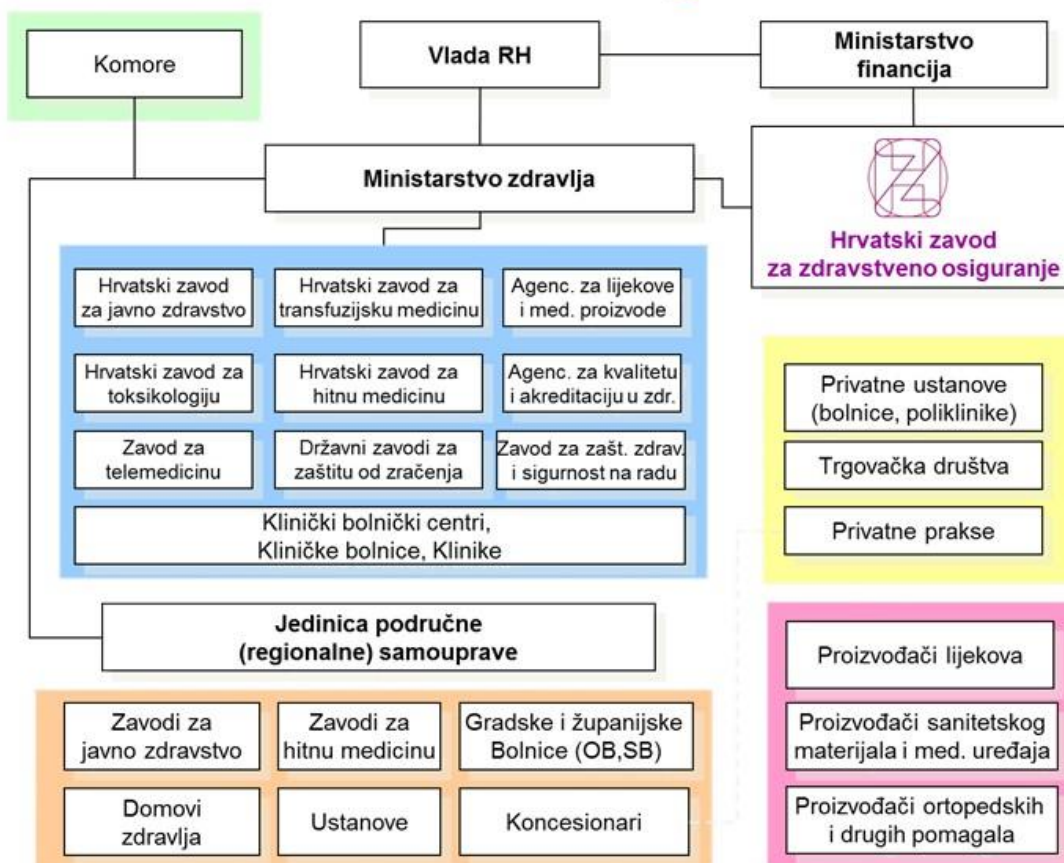 Komore
Vlada RH
Ministarstvo
financija
Ministarstvo zdravlja
Hrvatski zavod
za zdravstveno osiguranje
Hrvatski zavod
za javno zdravstvo
Hrvatski zavod za
transfuzijsku medicinu
Agenc. za lijekove
i med. proizvode
Hrvatski zavod za
toksikologiju
Hrvatski zavod za
hitnu medicinu
Agenc. za kvalitetu
i akreditaciju u zdr.
Zavod za
telemedicinu
Državni zavodi za
zaštitu od zračenja
Zavod za zašt. zdrav.
i sigurnost na radu
Klinički bolnički centri,
Kliničke bolnice, Klinike
Privatne ustanove
(bolnice, poliklinike)
Trgovačka društva
Privatne prakse
Jedinica područne
(regionalne) samouprave
Zavodi za
javno zdravstvo
Zavodi za
hitnu medicinu
Gradske i županijske
Bolnice (OB,SB)
Domovi
zdravlja
Ustanove
Koncesionari
Proizvođači lijekova
Proizvođači sanitetskog
materijala i med. uređaja
Proizvođači ortopedskih
i drugih pomagala